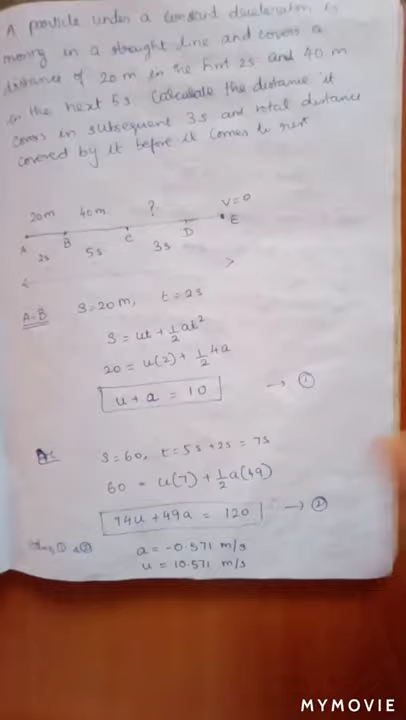 A particle under a constant deceleration is
moving in a straight line and covers a
distance of 20 m in the first 2s and 40 m
in the next 5s. Calculate the distance it
covers in subsequent 3s and total distance
covered by it before it comes to rest
20m 40m ? V=0
A B C D E
2s 5s 3s
A-B S=20m, t=2s
S = ut + 1/2 at²
20 = u(2) + 1/2 4a
u + a = 10 → ①
S=60, t=5s+2s = 7s
60 = u(7) + 1/2 a(49)
14u + 49a = 120 → ②
① & ② a = -0.571 m/s
u = 10.571 m/s
MYMOVIE